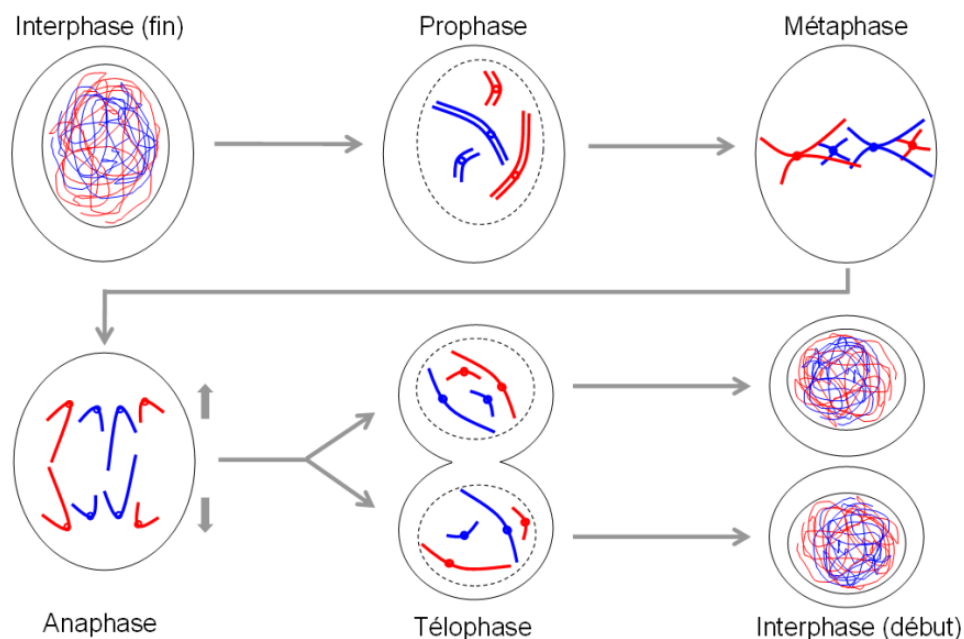 Interphase (fin)
Prophase
Métaphase
Anaphase
Télophase
Interphase (début)